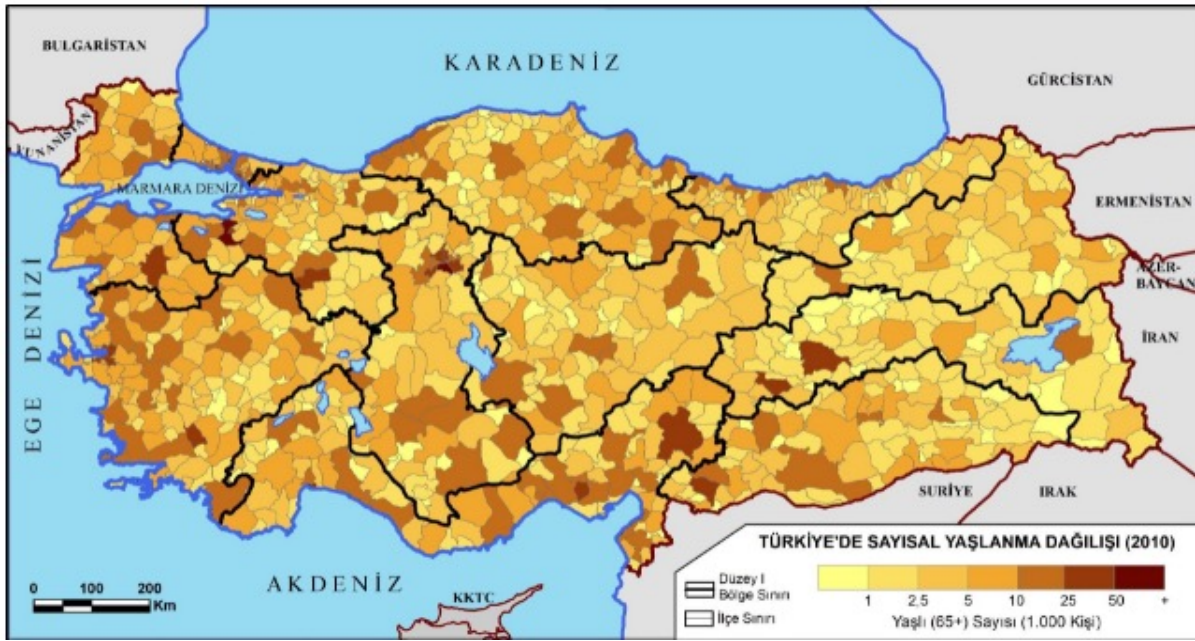 BULGARİSTAN
KARADENİZ
GÜRCİSTAN
YUNANİSTAN
MARMARA DENİZİ
ERMENİSTAN
AZER-
BAYCAN
İRAN
EGE DENİZİ
SURİYE
IRAK
AKDENİZ
KKTC
0 100 200
Km
TÜRKİYE'DE SAYISAL YAŞLANMA DAĞILIŞI (2010)
Düzey I
Bölge Sınırı
İlçe Sınırı
1 2,5 5 10 25 50 +
Yaşlı (65+) Sayısı (1.000 Kişi)